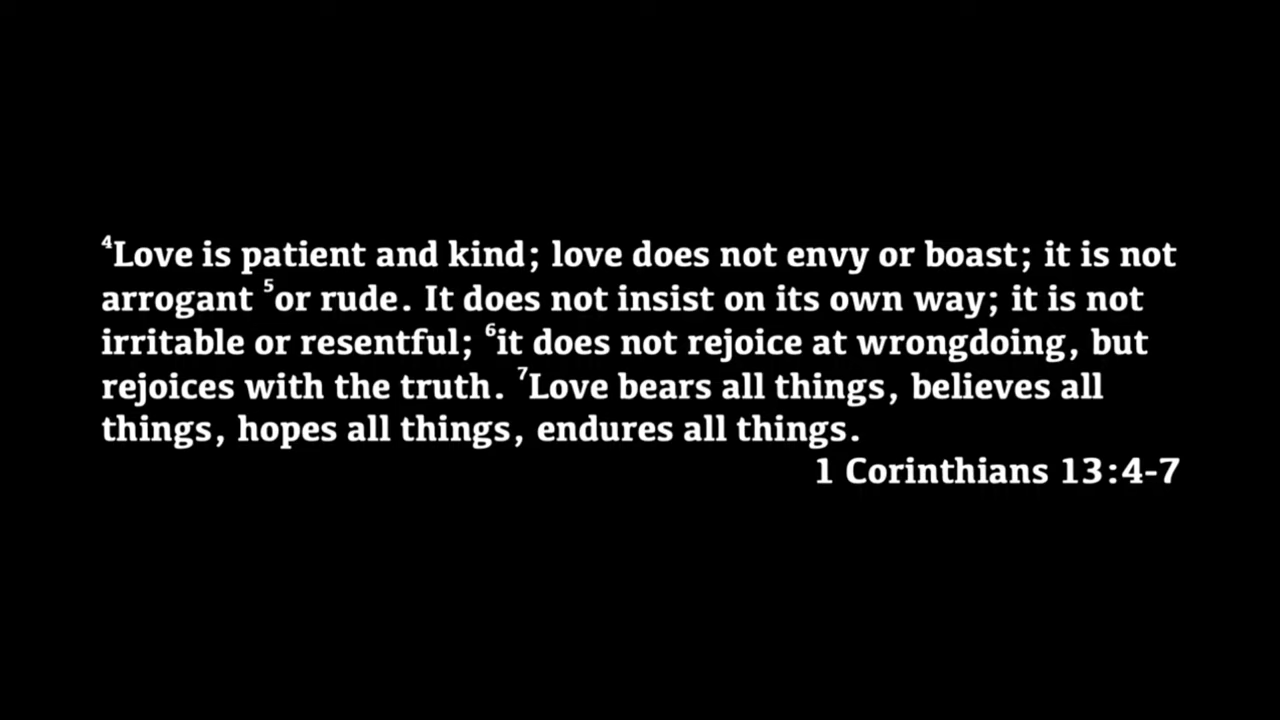 ⁴Love is patient and kind; love does not envy or boast; it is not
arrogant ⁵or rude. It does not insist on its own way; it is not
irritable or resentful; ⁶it does not rejoice at wrongdoing, but
rejoices with the truth. ⁷Love bears all things, believes all
things, hopes all things, endures all things.
1 Corinthians 13:4-7